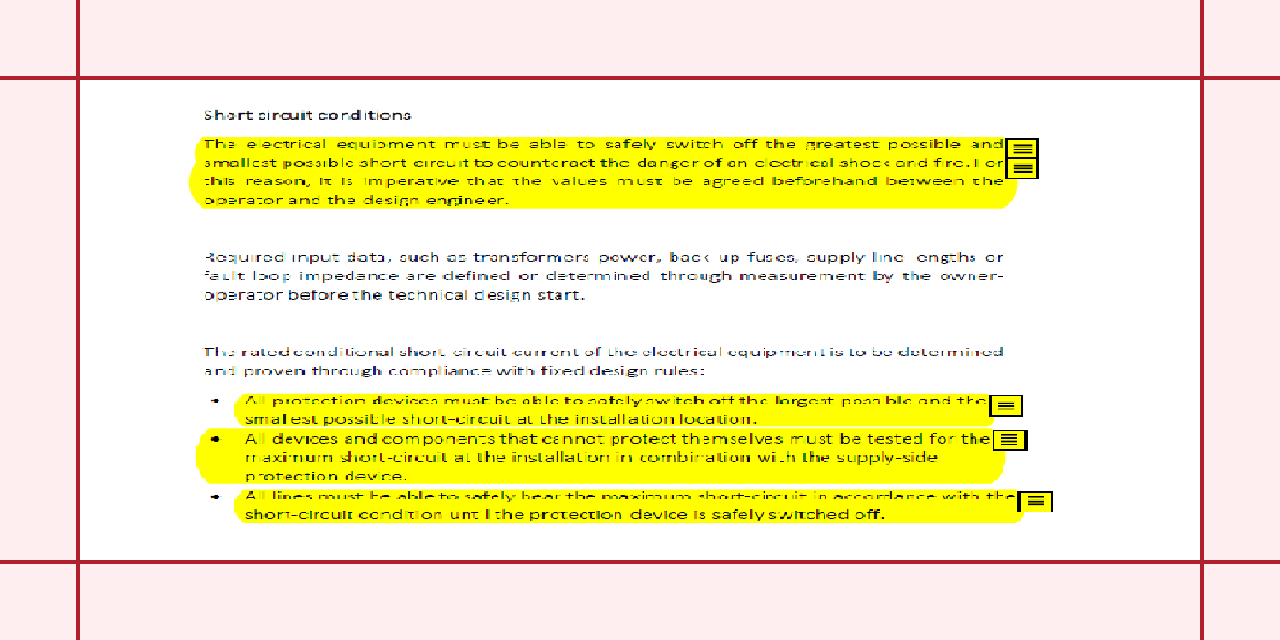 Short circuit conditions
The electrical equipment must be able to safely switch off the greatest possible and
smallest possible short circuit to counteract the danger of an electrical shock and fire. For
this reason, it is imperative that the values must be agreed beforehand between the
operator and the design engineer.
Required input data, such as transformers power, back up fuses, supply line lengths or
fault loop impedance are defined or determined through measurement by the owner-
operator before the technical design start.
The rated conditional short circuit current of the electrical equipment is to be determined
and proven through compliance with fixed design rules:
• All protection devices must be able to safely switch off the largest possible and the
smallest possible short-circuit at the installation location.
• All devices and components that cannot protect themselves must be tested for the
maximum short-circuit at the installation in combination with the supply-side
protection device.
• All lines must be able to safely bear the maximum short-circuit in accordance with the
short-circuit condition until the protection device is safely switched off.